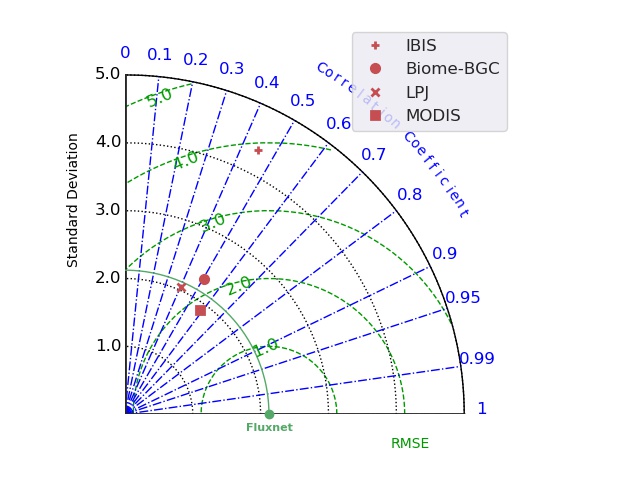 IBIS
Biome-BGC
LPJ
MODIS
Correlation Coefficient
0 0.1 0.2 0.3 0.4 0.5 0.6 0.7 0.8 0.9 0.95 0.99 1
5.0
4.0
3.0
2.0
1.0
Standard Deviation
5.0
4.0
3.0
2.0
1.0
Fluxnet
RMSE